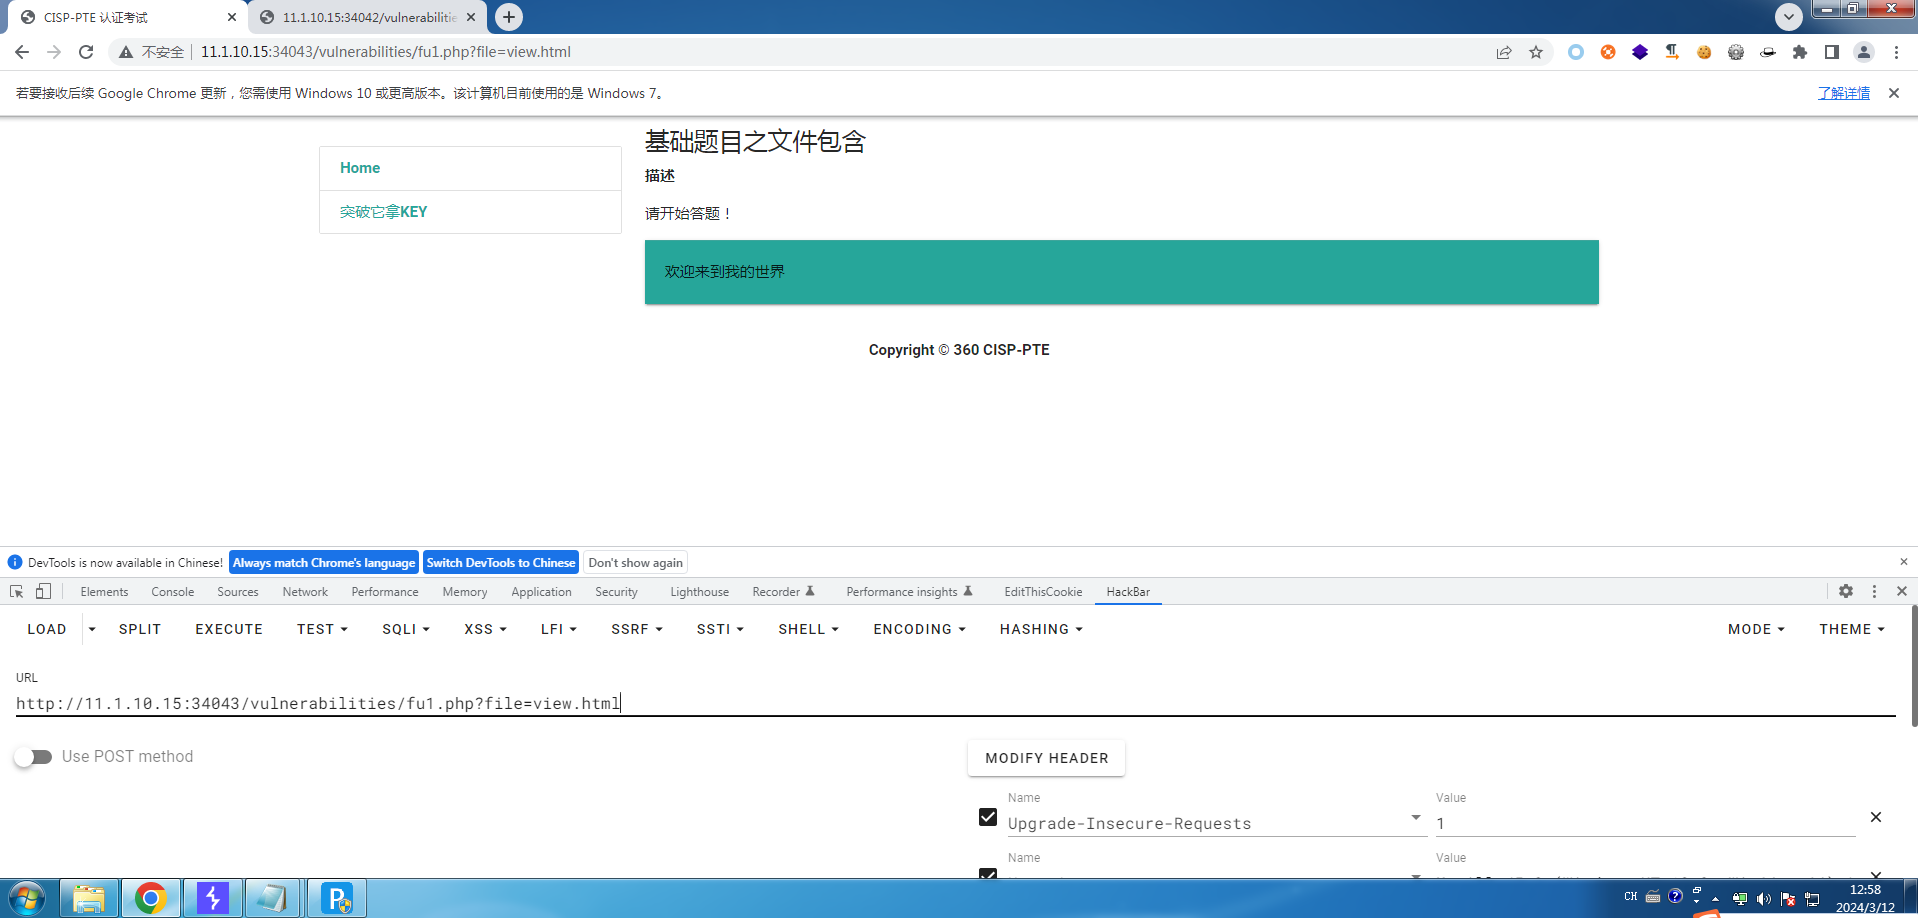 CISP-PTE 认证考试
11.1.10.15:34042/vulnerabilitie
不安全 11.1.10.15:34043/vulnerabilities/fu1.php?file=view.html
若要接收后续 Google Chrome 更新，您需使用 Windows 10 或更高版本。该计算机目前使用的是 Windows 7。
了解详情
Home
突破它拿KEY
基础题目之文件包含
描述
请开始答题！
欢迎来到我的世界
Copyright © 360 CISP-PTE
DevTools is now available in Chinese! Always match Chrome's language Switch DevTools to Chinese Don't show again
Elements Console Sources Network Performance Memory Application Security Lighthouse Recorder Performance insights EditThisCookie HackBar
LOAD SPLIT EXECUTE TEST SQLI XSS LFI SSRF SSTI SHELL ENCODING HASHING MODE THEME
URL
http://11.1.10.15:34043/vulnerabilities/fu1.php?file=view.html
Use POST method
MODIFY HEADER
Name Value
Upgrade-Insecure-Requests 1
Name Value
CH
12:58
2024/3/12